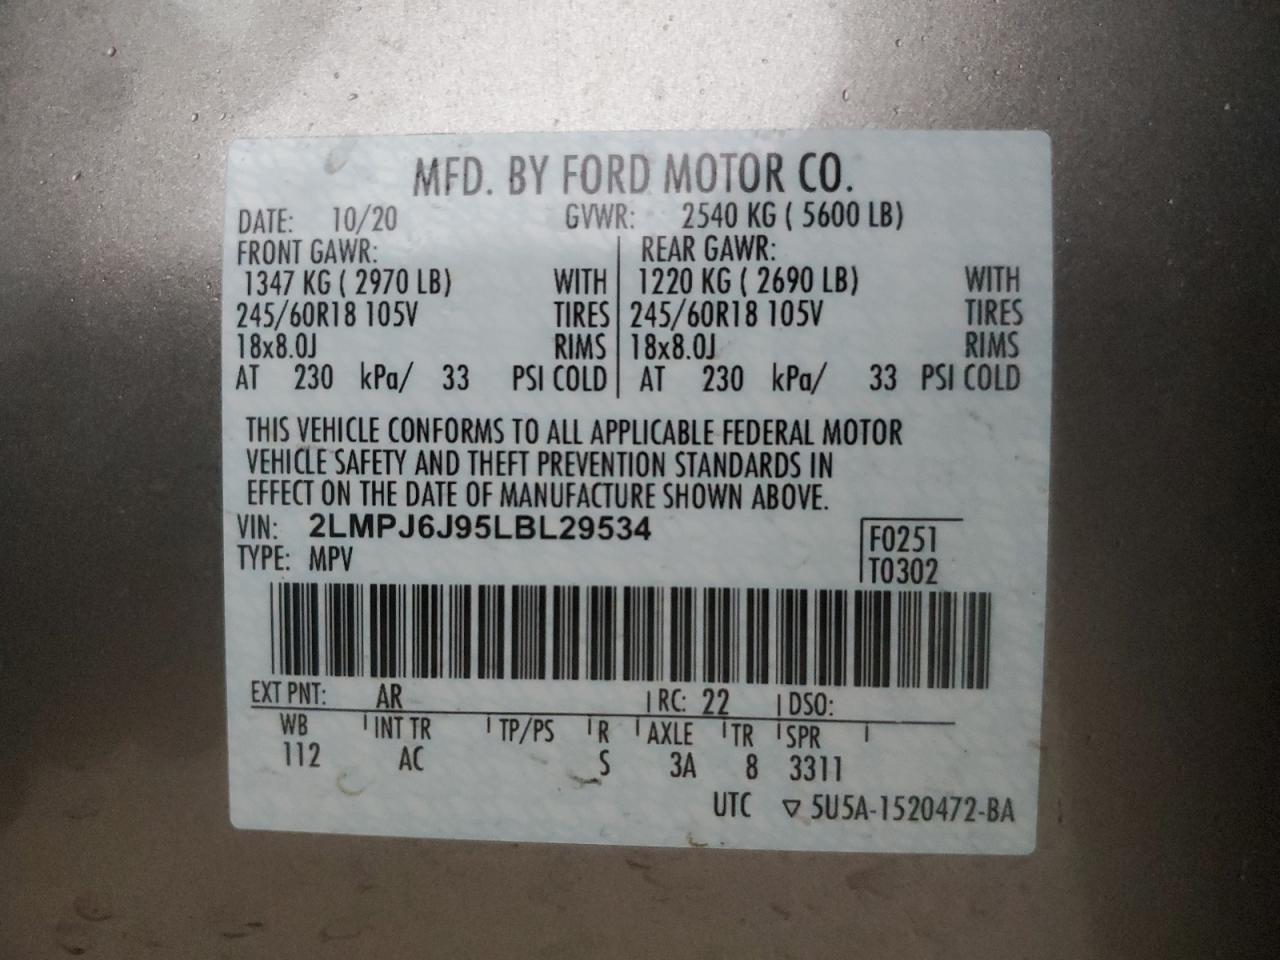 MFD. BY FORD MOTOR CO.
DATE: 10/20 GVWR: 2540 KG ( 5600 LB)
FRONT GAWR: REAR GAWR:
1347 KG ( 2970 LB) WITH 1220 KG ( 2690 LB) WITH
245/60R18 105V TIRES 245/60R18 105V TIRES
18x8.0J RIMS 18x8.0J RIMS
AT 230 kPa/ 33 PSI COLD AT 230 kPa/ 33 PSI COLD
THIS VEHICLE CONFORMS TO ALL APPLICABLE FEDERAL MOTOR
VEHICLE SAFETY AND THEFT PREVENTION STANDARDS IN
EFFECT ON THE DATE OF MANUFACTURE SHOWN ABOVE.
VIN: 2LMPJ6J95LBL29534
F0251
TYPE: MPV
T0302
EXT PNT: AR RC: 22 DSO:
WB INT TR TP/PS R AXLE TR SPR
112 AC S 3A 8 3311
UTC ▽ 5U5A-1520472-BA